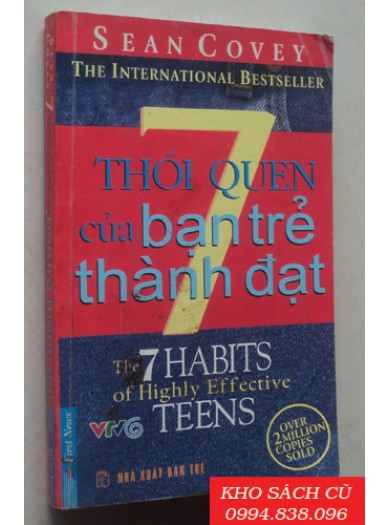 SEAN COVEY
THE INTERNATIONAL BESTSELLER
7
THÓI QUEN
của bạn trẻ
thành đạt
The 7 HABITS
of Highly Effective
TEENS
VTV6
OVER
2 MILLION
COPIES
SOLD
NHÀ XUẤT BẢN TRẺ
First News
KHO SÁCH CŨ
0994.838.096